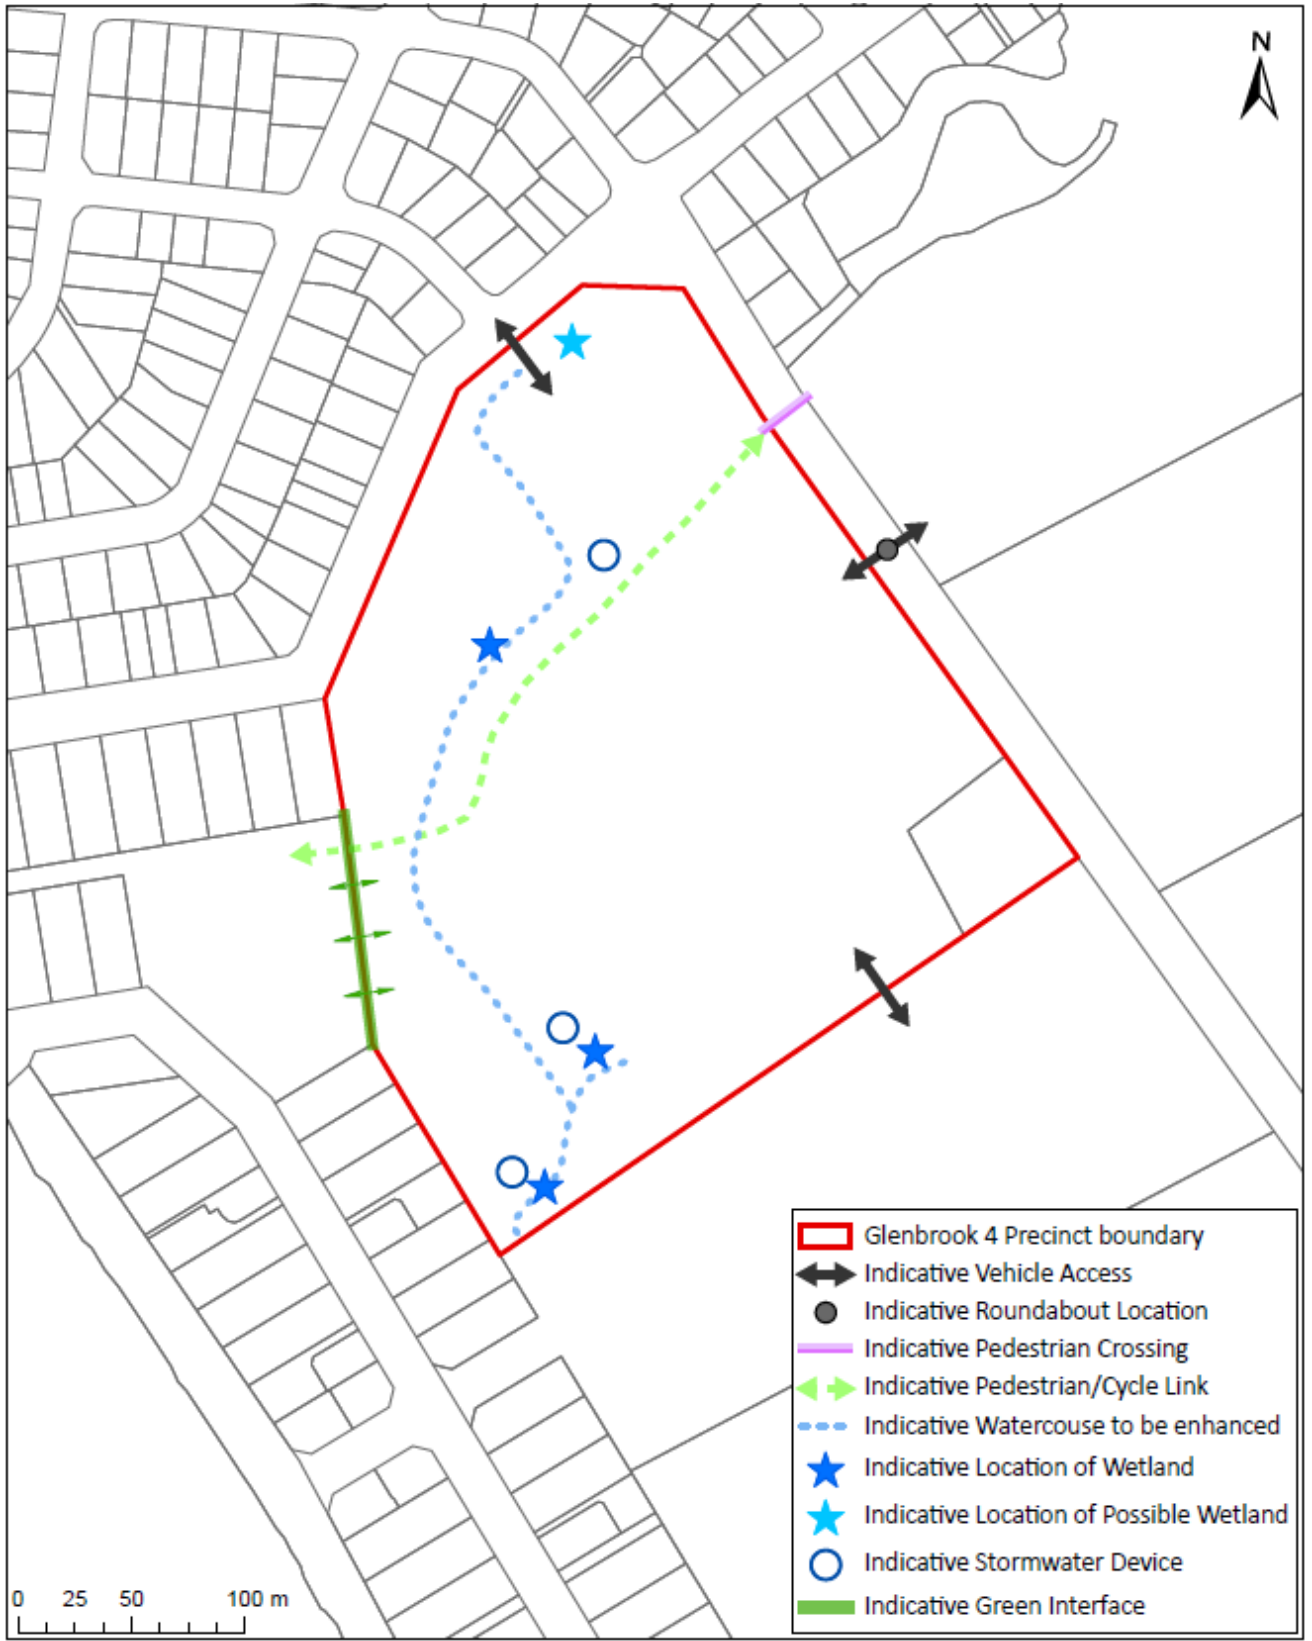 N
Glenbrook 4 Precinct boundary
Indicative Vehicle Access
Indicative Roundabout Location
Indicative Pedestrian Crossing
Indicative Pedestrian/Cycle Link
Indicative Watercouse to be enhanced
Indicative Location of Wetland
Indicative Location of Possible Wetland
Indicative Stormwater Device
Indicative Green Interface
0 25 50 100 m